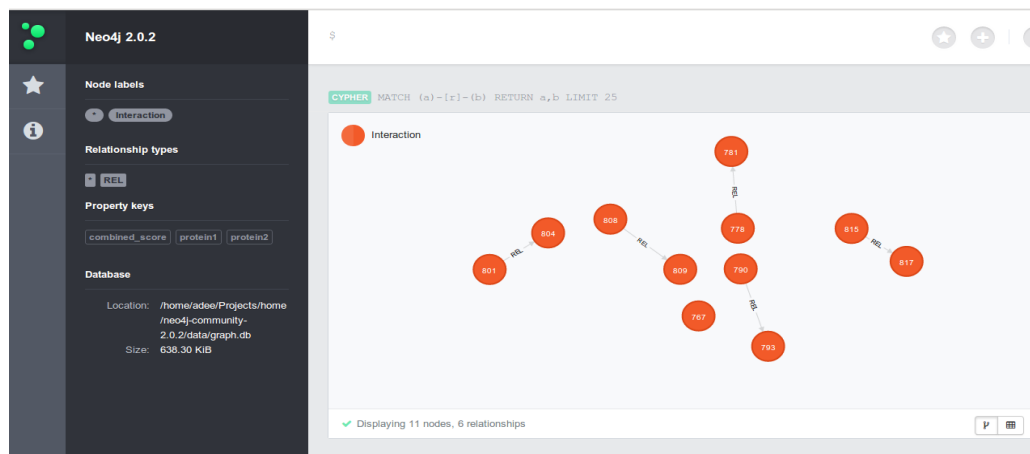 Neo4j 2.0.2
Node labels
* Interaction
Relationship types
* REL
Property keys
combined_score protein1 protein2
Database
Location: /home/adee/Projects/home
/neo4j-community-
2.0.2/data/graph.db
Size: 638.30 KiB
$
CYPHER MATCH (a)-[r]-(b) RETURN a,b LIMIT 25
Interaction
781
REL
778
808
REL
809
804
REL
801
815
REL
817
790
REL
793
767
Displaying 11 nodes, 6 relationships